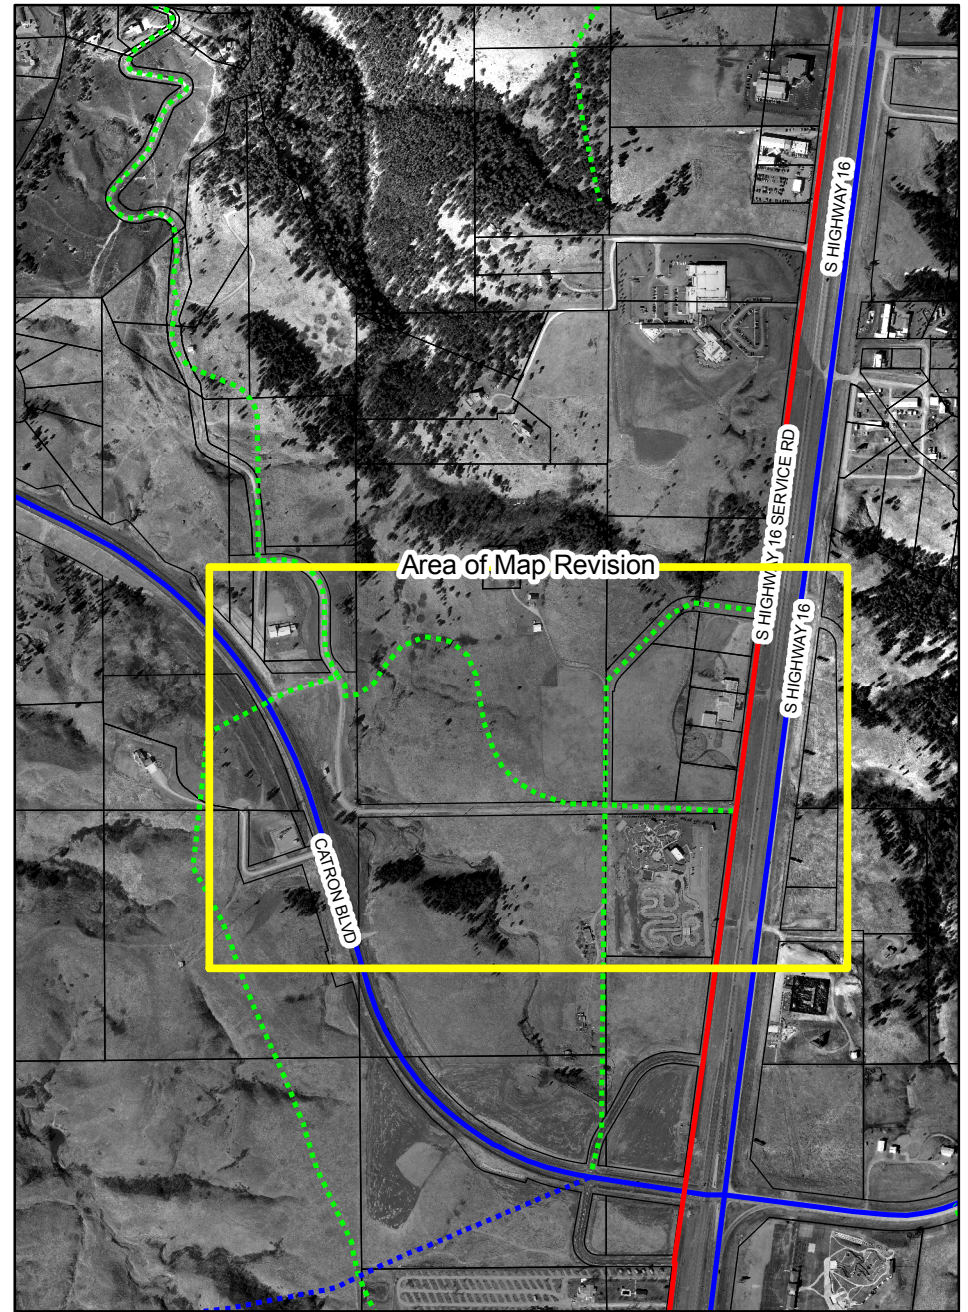 S HIGHWAY 16
S HIGHWAY 16 SERVICE RD
Area of Map Revision
S HIGHWAY 16
CATRON BLVD